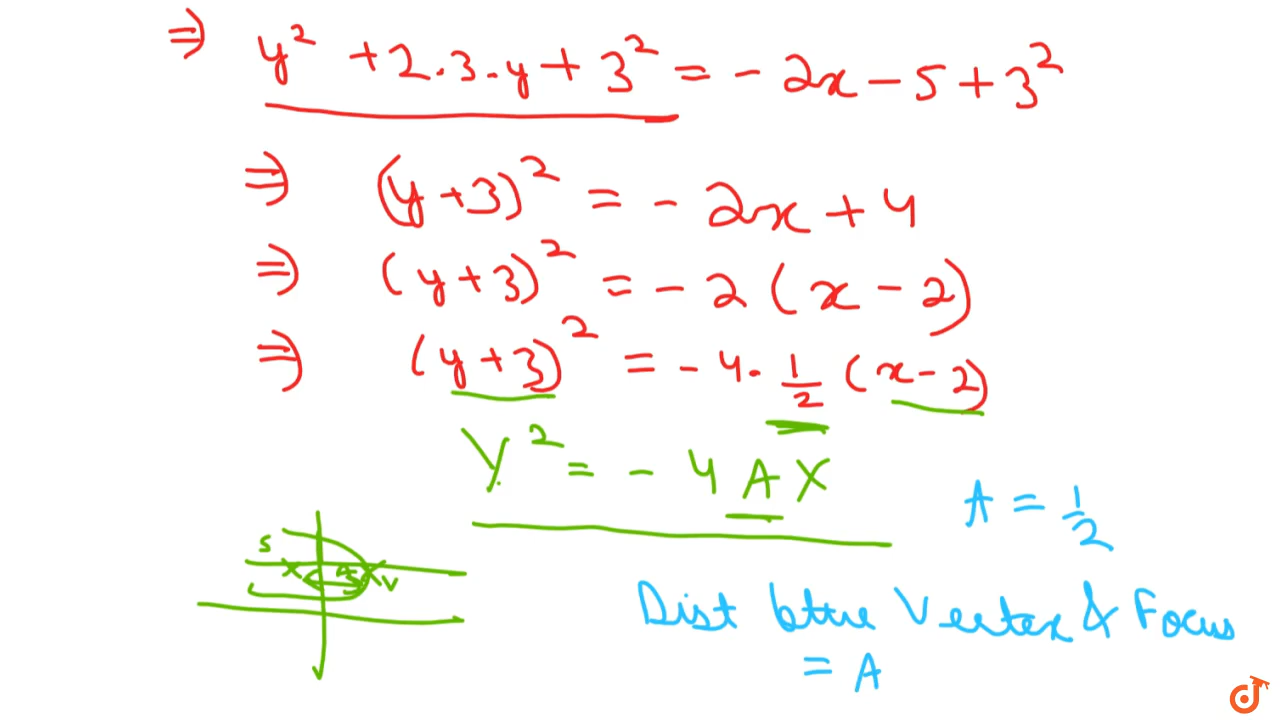 ⇒ y² + 2·3·y + 3² = - 2x - 5 + 3²
⇒ (y+3)² = - 2x + 4
⇒ (y+3)² = - 2 (x - 2)
⇒ (y+3)² = - 4 · 1/2 (x - 2)
Y² = - 4 A X
A = 1/2
S
A
V
Dist btw Vertex & Focus
= A